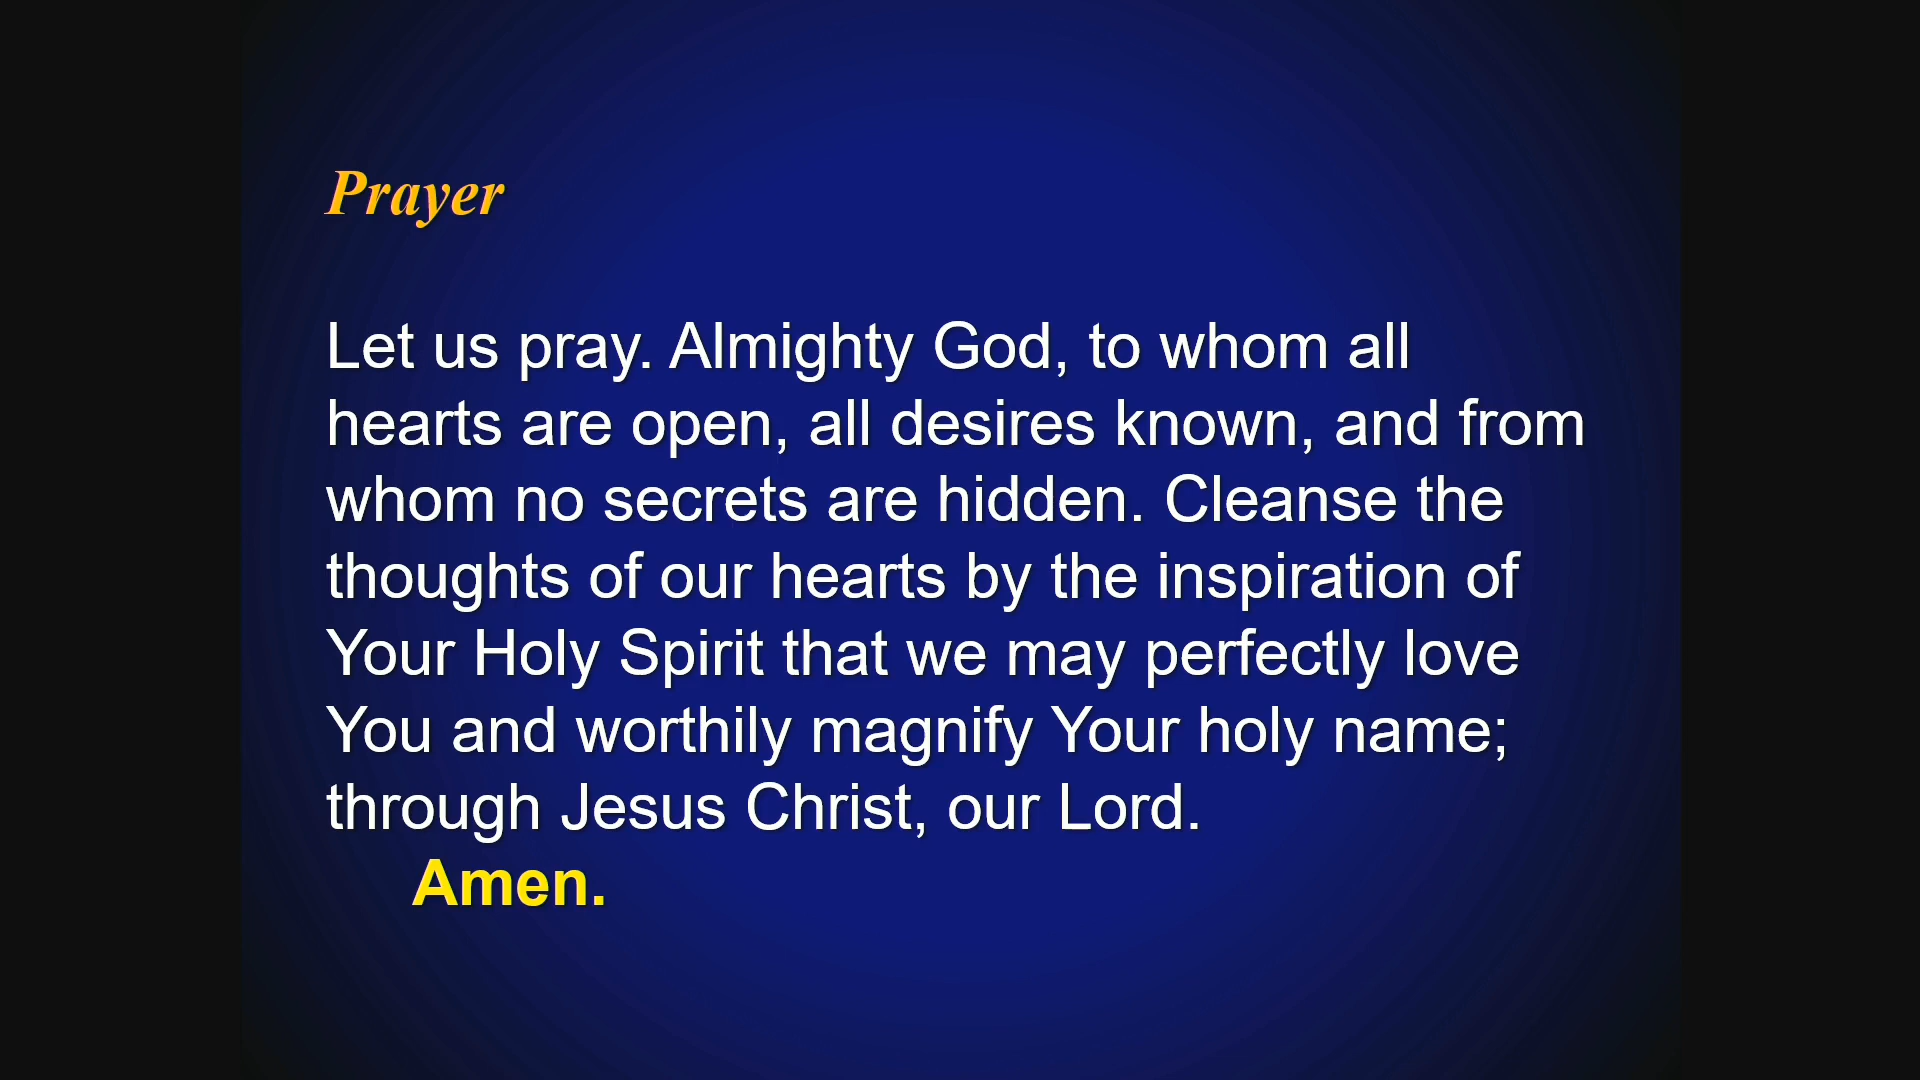 Prayer
Let us pray. Almighty God, to whom all
hearts are open, all desires known, and from
whom no secrets are hidden. Cleanse the
thoughts of our hearts by the inspiration of
Your Holy Spirit that we may perfectly love
You and worthily magnify Your holy name;
through Jesus Christ, our Lord.
Amen.